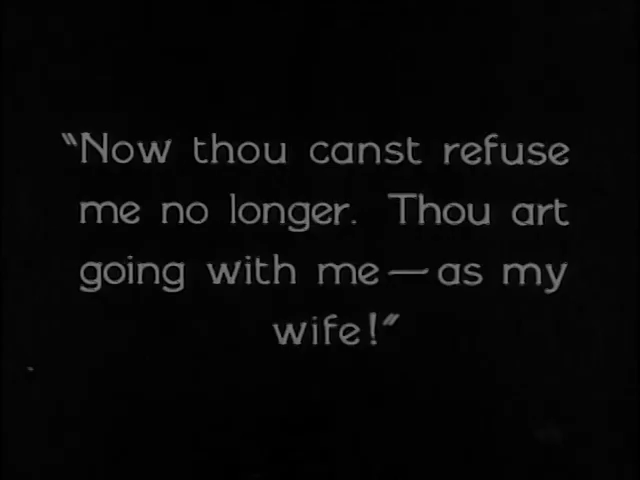 "Now thou canst refuse
me no longer. Thou art
going with me—as my
wife!"